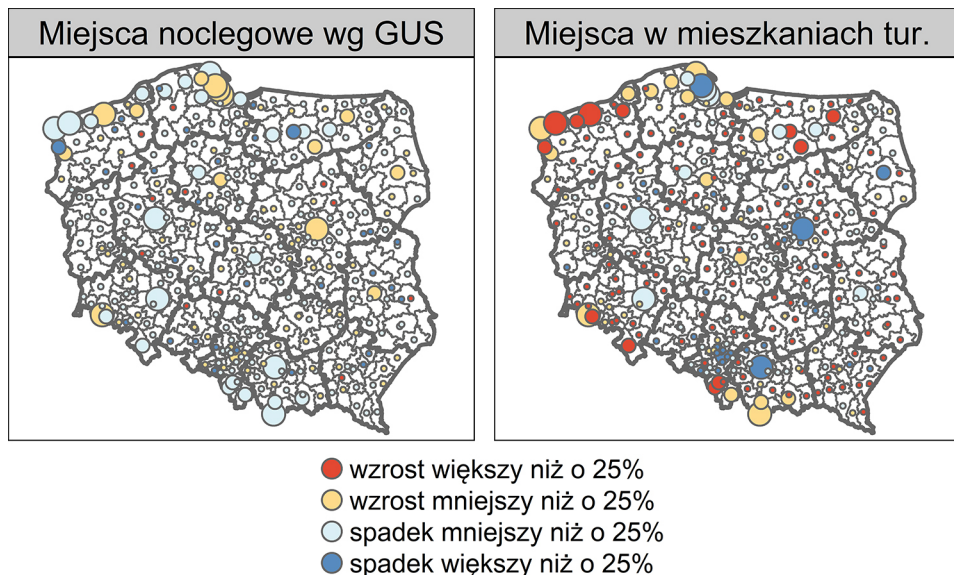 Miejsca noclegowe wg GUS
Miejsca w mieszkaniach tur.
wzrost większy niż o 25%
wzrost mniejszy niż o 25%
spadek mniejszy niż o 25%
spadek większy niż o 25%